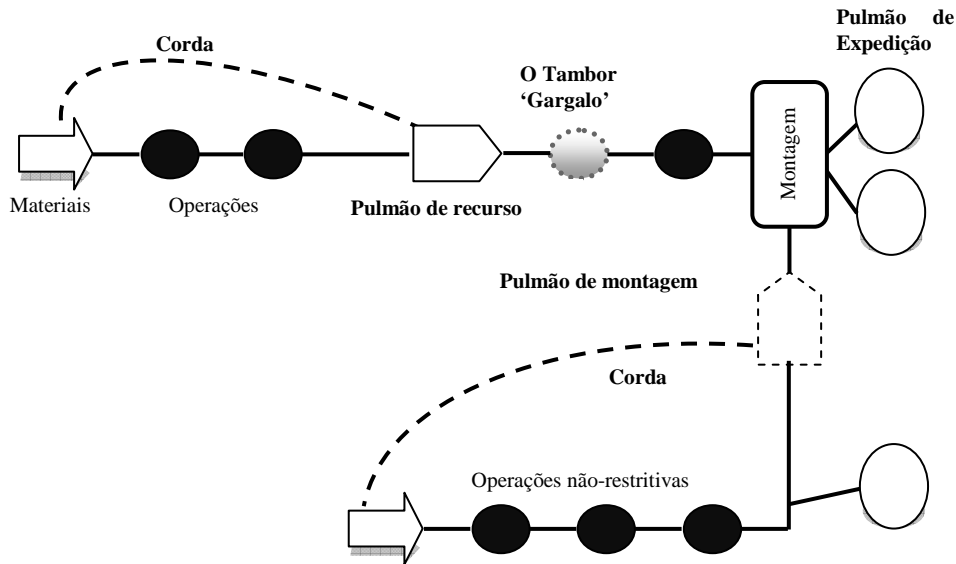 Pulmão de
Expedição
Corda
O Tambor
‘Gargalo’
Montagem
Materiais
Operações
Pulmão de recurso
Pulmão de montagem
Corda
Operações não-restritivas